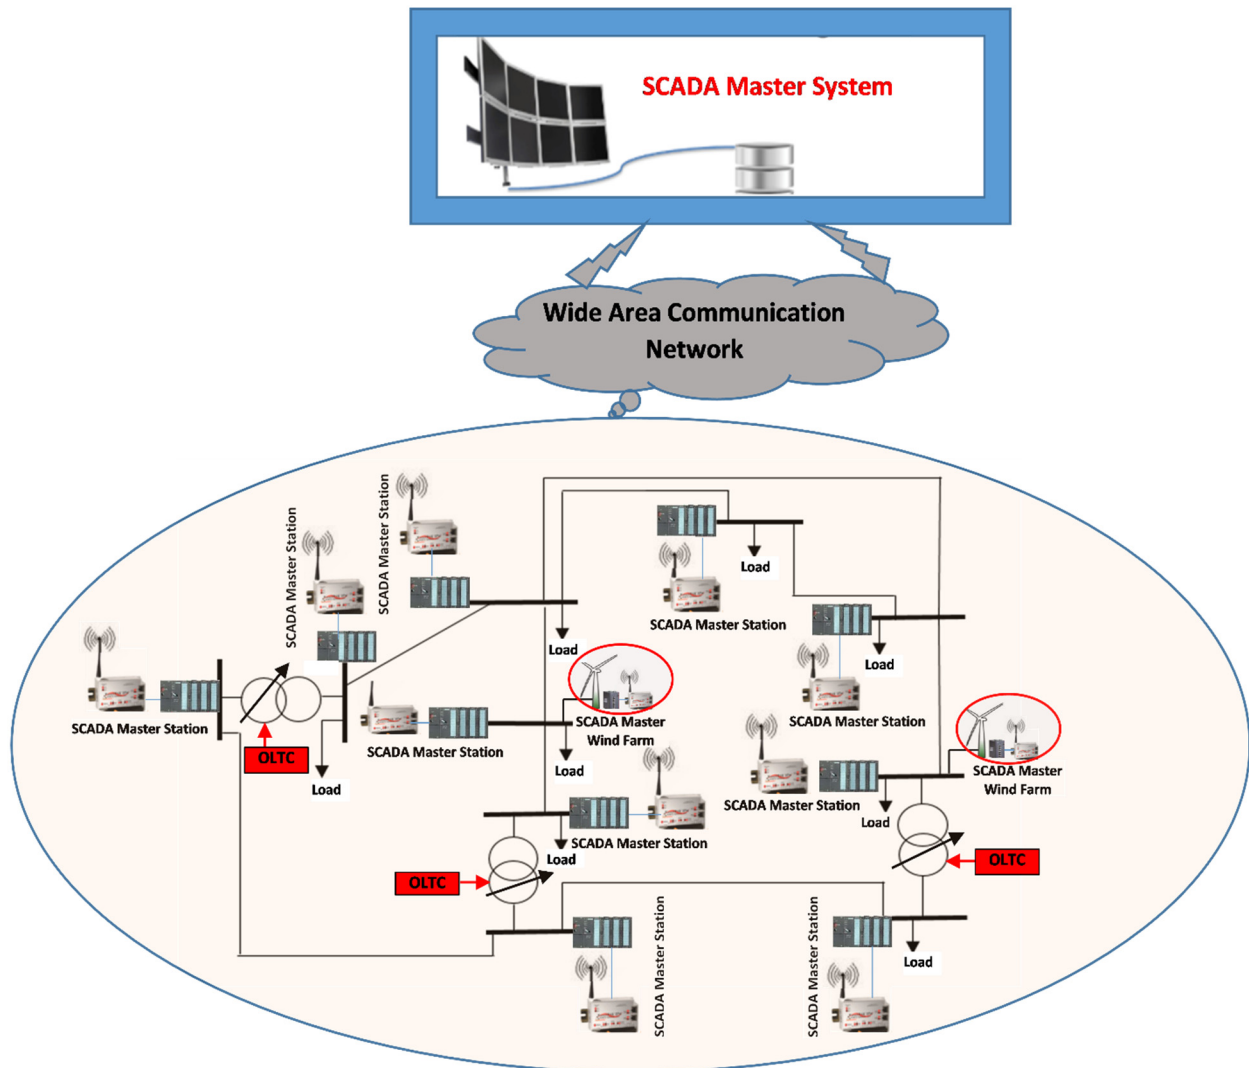 SCADA Master System
Wide Area Communication
Network
SCADA Master Station
SCADA Master Station
SCADA Master Station
Load
Load
SCADA Master Station
Load
SCADA Master Station
SCADA Master
Wind Farm
SCADA Master Station
OLTC
Load
Load
SCADA Master Station
SCADA Master
Wind Farm
SCADA Master Station
Load
SCADA Master Station
Load
OLTC
OLTC
SCADA Master Station
SCADA Master Station
Load